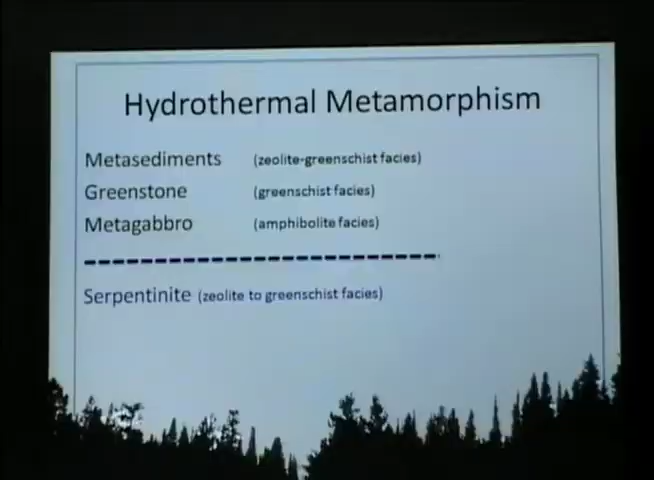 Hydrothermal Metamorphism
Metasediments (zeolite-greenschist facies)
Greenstone (greenschist facies)
Metagabbro (amphibolite facies)
Serpentinite (zeolite to greenschist facies)